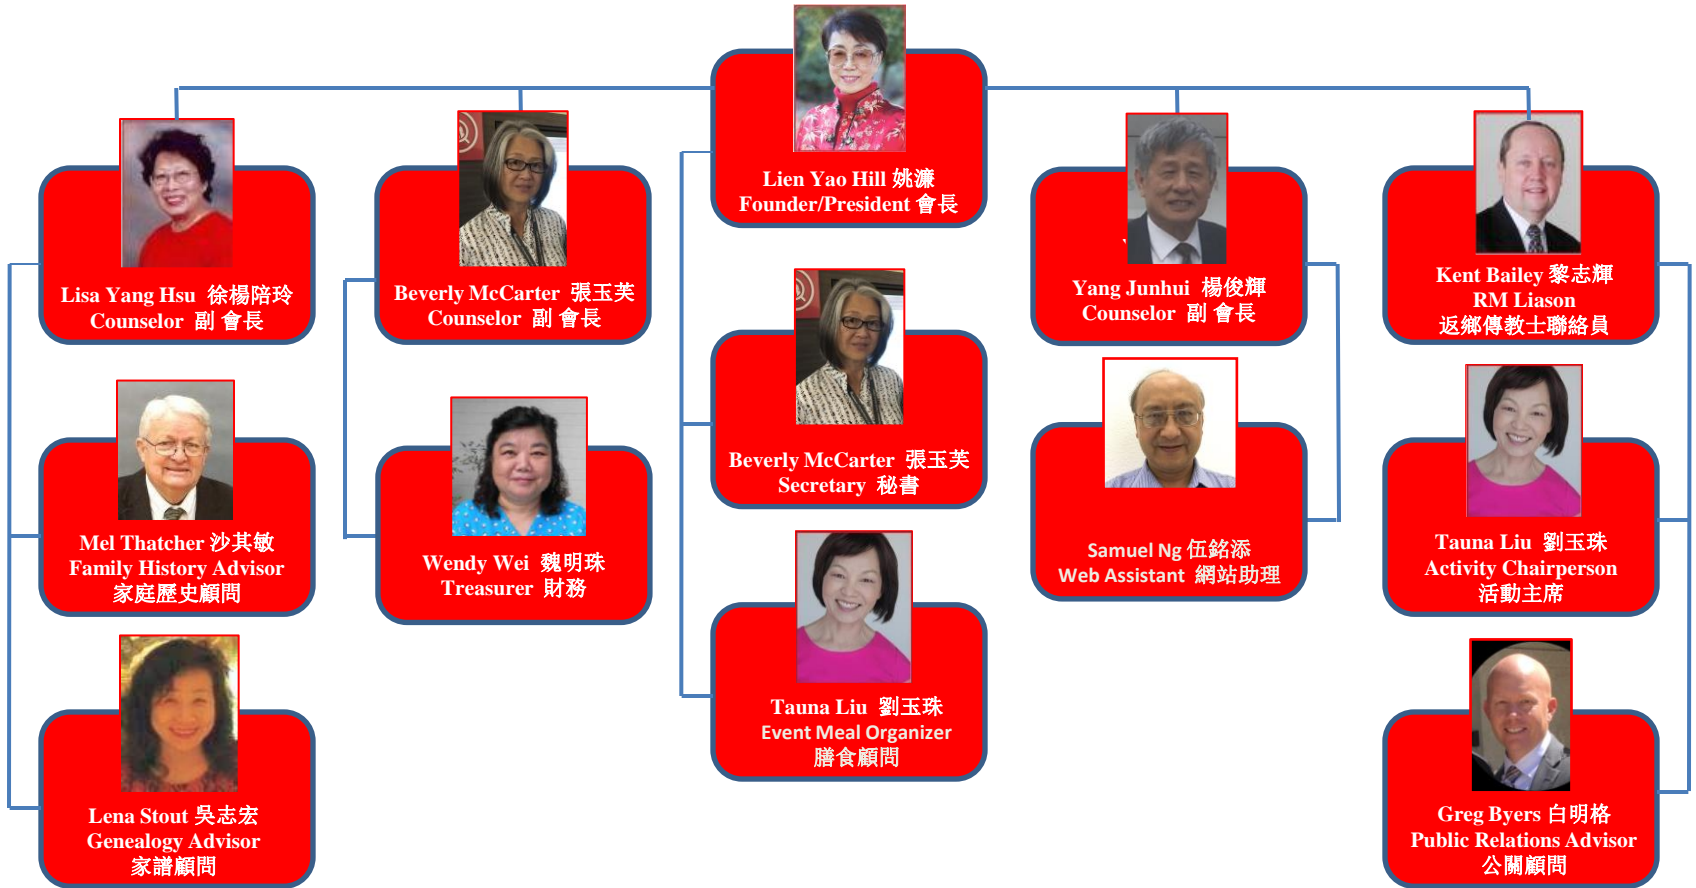 Lien Yao Hill 姚濂
Founder/President 會長
Lisa Yang Hsu 徐楊陪玲
Counselor 副 會長
Beverly McCarter 張玉芙
Counselor 副 會長
Yang Junhui 楊俊輝
Counselor 副 會長
Kent Bailey 黎志輝
RM Liason
返鄉傳教士聯絡員
Mel Thatcher 沙其敏
Family History Advisor
家庭歷史顧問
Wendy Wei 魏明珠
Treasurer 財務
Beverly McCarter 張玉芙
Secretary 秘書
Samuel Ng 伍銘添
Web Assistant 網站助理
Tauna Liu 劉玉珠
Activity Chairperson
活動主席
Lena Stout 吳志宏
Genealogy Advisor
家譜顧問
Tauna Liu 劉玉珠
Event Meal Organizer
膳食顧問
Greg Byers 白明格
Public Relations Advisor
公關顧問